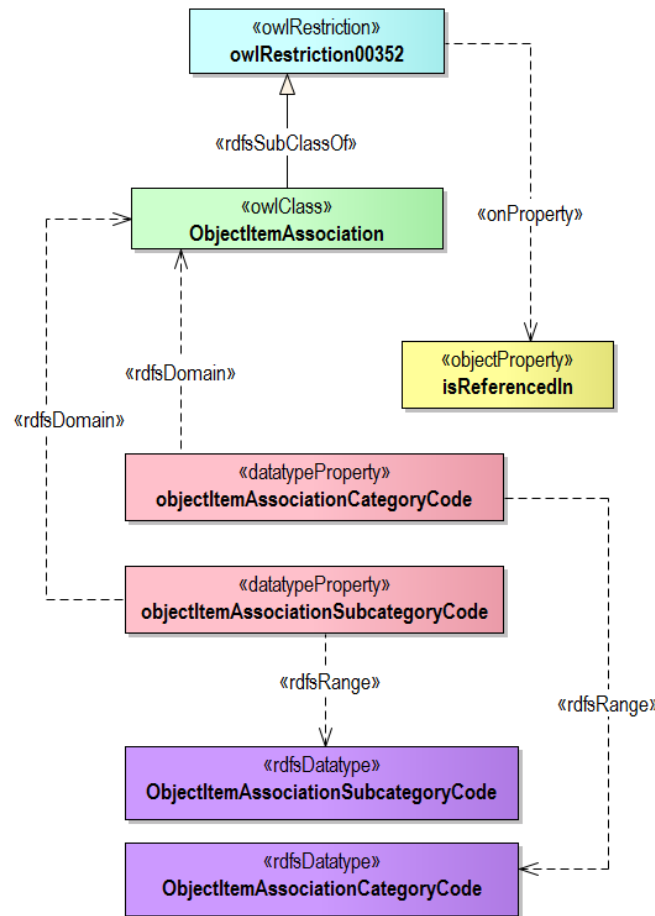 «owlRestriction»
owlRestriction00352
«rdfsSubClassOf»
«owlClass»
ObjectItemAssociation
«onProperty»
«objectProperty»
isReferencedIn
«rdfsDomain»
«rdfsDomain»
«datatypeProperty»
objectItemAssociationCategoryCode
«datatypeProperty»
objectItemAssociationSubcategoryCode
«rdfsRange»
«rdfsRange»
«rdfsDatatype»
ObjectItemAssociationSubcategoryCode
«rdfsDatatype»
ObjectItemAssociationCategoryCode